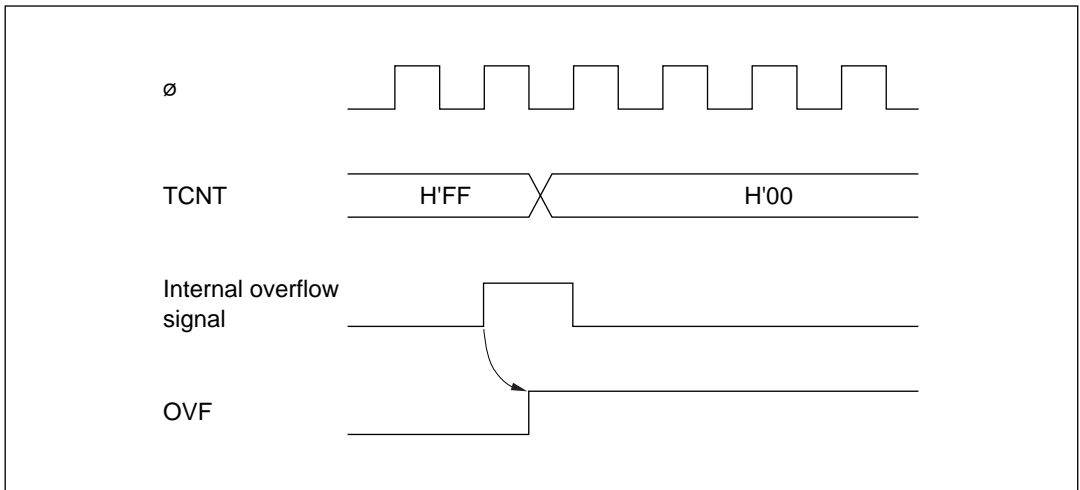 ø
TCNT
H'FF
H'00
Internal overflow
signal
OVF